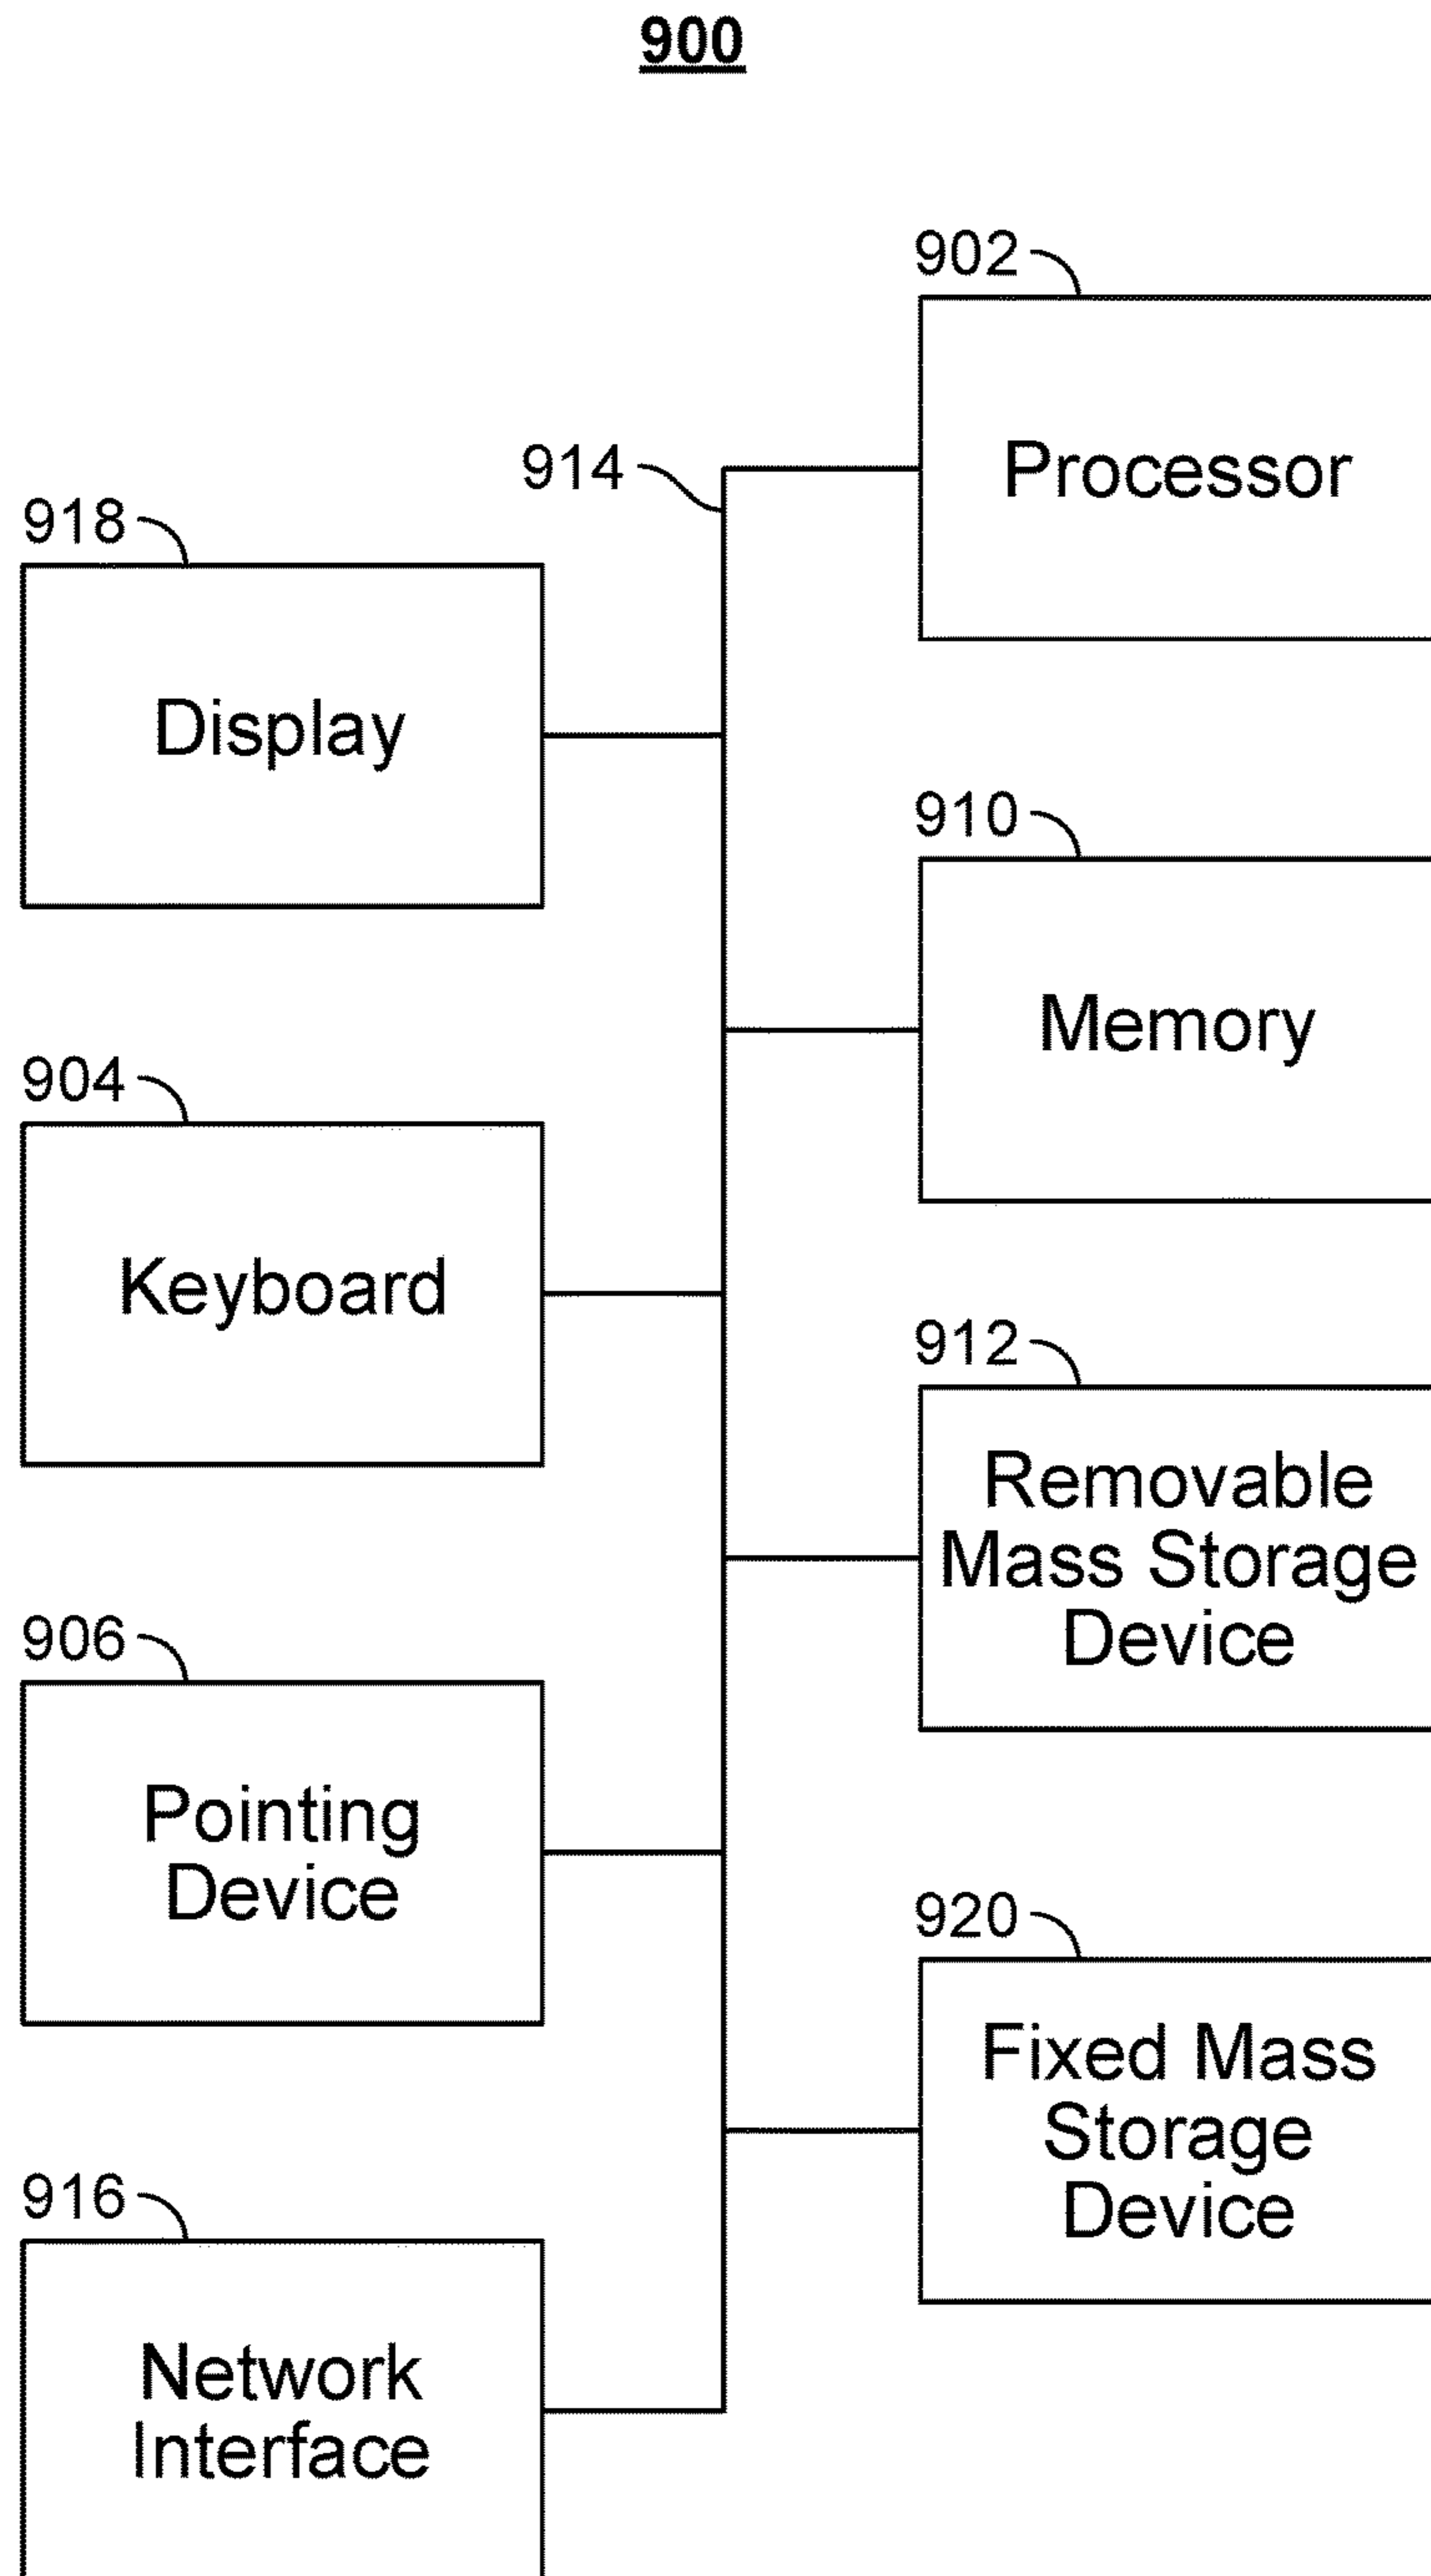 900
902
Processor
914
918
Display
910
Memory
904
Keyboard
912
Removable
Mass Storage
Device
906
Pointing
Device
920
Fixed Mass
Storage
Device
916
Network
Interface